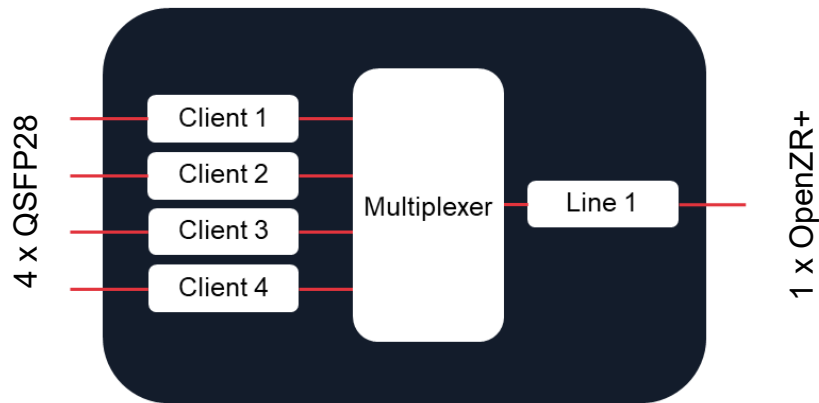 4 x QSFP28
Client 1
Client 2
Client 3
Client 4
Multiplexer
Line 1
1 x OpenZR+